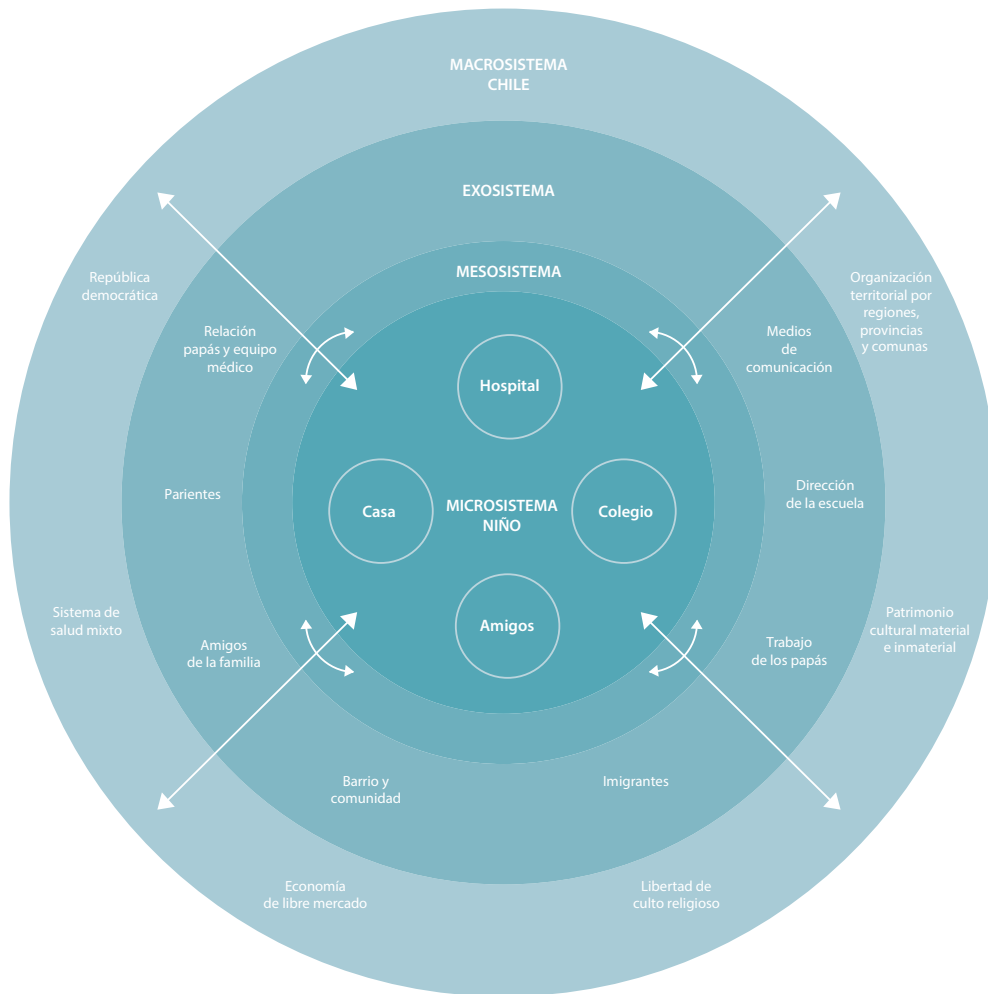 MACROSISTEMA
CHILE
EXOSISTEMA
MESOSISTEMA
República
democrática
Organización
territorial por
regiones,
provincias
y comunas
Relación
papás y equipo
médico
Medios
de
comunicación
Hospital
Parientes
Casa
MICROSISTEMA
NIÑO
Colegio
Dirección
de la escuela
Sistema de
salud mixto
Amigos
de la familia
Amigos
Trabajo
de los papás
Patrimonio
cultural material
e inmaterial
Barrio y
comunidad
Imigrantes
Economía
de libre mercado
Libertad de
culto religioso